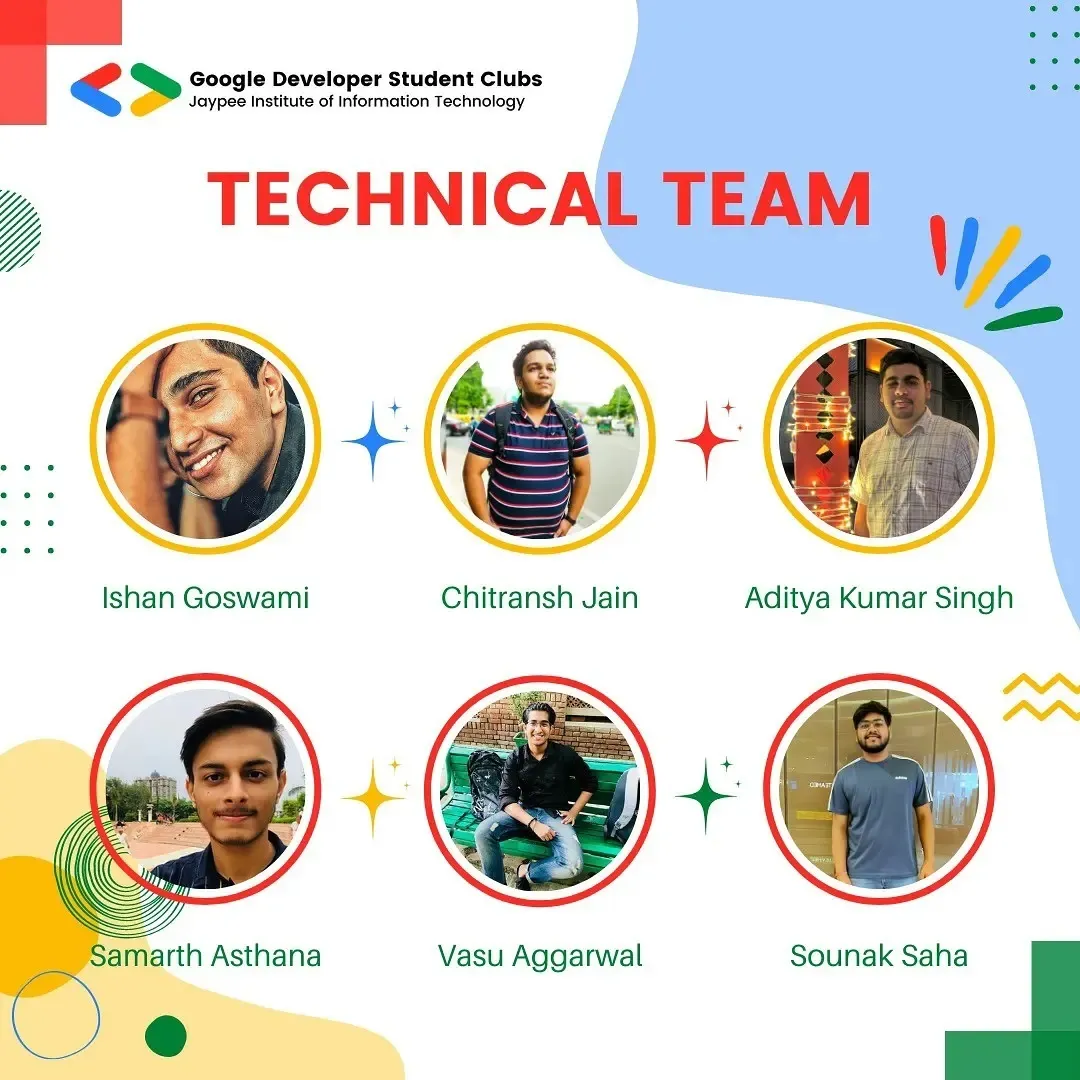 Google Developer Student Clubs
Jaypee Institute of Information Technology
TECHNICAL TEAM
Ishan Goswami
Chitransh Jain
Aditya Kumar Singh
Samarth Asthana
Vasu Aggarwal
Sounak Saha